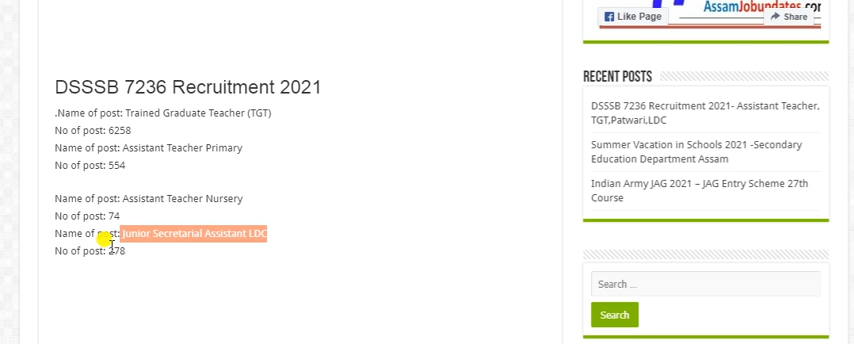 AssamJobupdates.com
Like Page
Share
DSSSB 7236 Recruitment 2021
.Name of post: Trained Graduate Teacher (TGT)
No of post: 6258
Name of post: Assistant Teacher Primary
No of post: 554
Name of post: Assistant Teacher Nursery
No of post: 74
Name of post: Junior Secretarial Assistant LDC
No of post: 278
RECENT POSTS
DSSSB 7236 Recruitment 2021- Assistant Teacher,
TGT,Patwari,LDC
Summer Vacation in Schools 2021 -Secondary
Education Department Assam
Indian Army JAG 2021 – JAG Entry Scheme 27th
Course
Search ...
Search